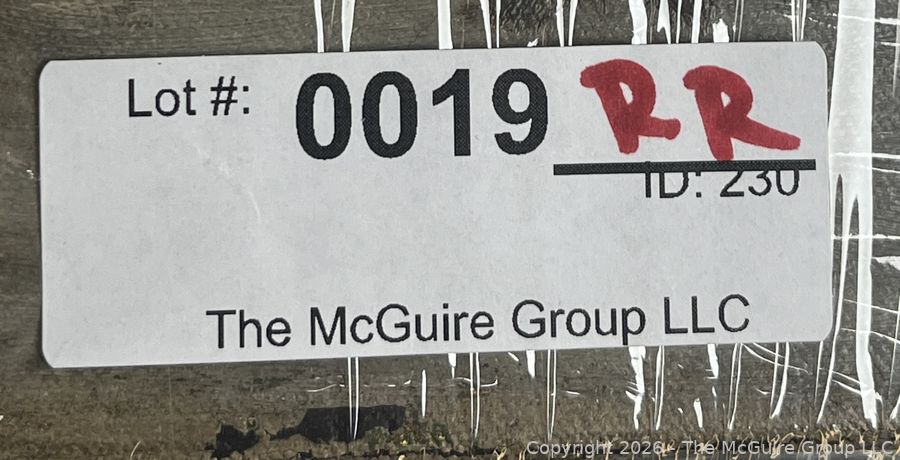 Lot #: 0019 RR
ID: 230
The McGuire Group LLC
Copyright 2026 - The McGuire Group LLC